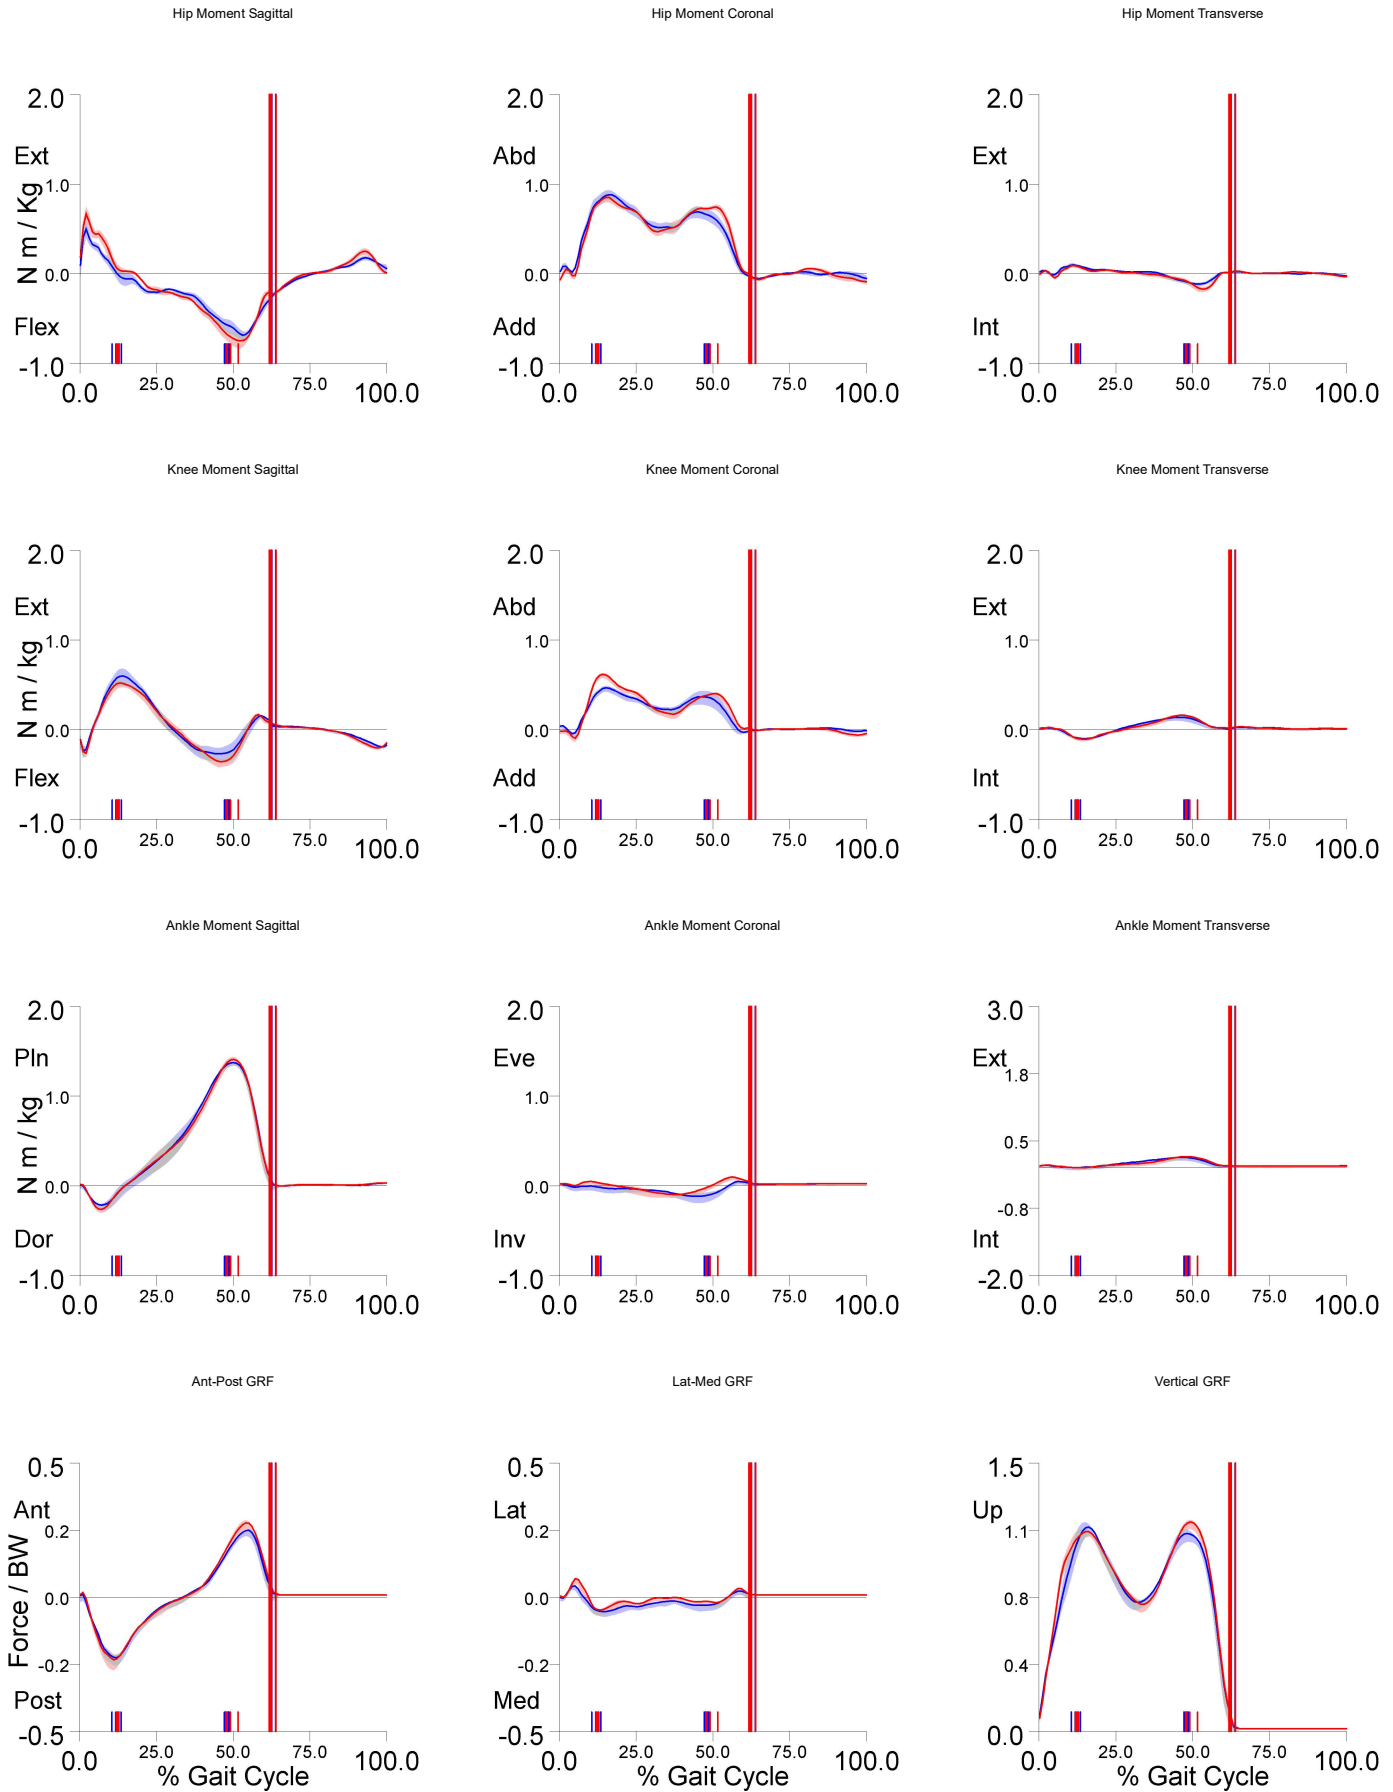 Hip Moment Sagittal
Hip Moment Coronal
Hip Moment Transverse
2.0
Ext
1.0
N m / Kg
0.0
Flex
-1.0
0.0
25.0
50.0
75.0
100.0
2.0
Abd
1.0
0.0
Add
-1.0
0.0
25.0
50.0
75.0
100.0
2.0
Ext
1.0
0.0
Int
-1.0
0.0
25.0
50.0
75.0
100.0
Knee Moment Sagittal
Knee Moment Coronal
Knee Moment Transverse
2.0
Ext
1.0
N m / kg
0.0
Flex
-1.0
0.0
25.0
50.0
75.0
100.0
2.0
Abd
1.0
0.0
Add
-1.0
0.0
25.0
50.0
75.0
100.0
2.0
Ext
1.0
0.0
Int
-1.0
0.0
25.0
50.0
75.0
100.0
Ankle Moment Sagittal
Ankle Moment Coronal
Ankle Moment Transverse
2.0
Pln
1.0
N m / kg
0.0
Dor
-1.0
0.0
25.0
50.0
75.0
100.0
2.0
Eve
1.0
0.0
Inv
-1.0
0.0
25.0
50.0
75.0
100.0
3.0
Ext
1.8
0.5
-0.8
Int
-2.0
0.0
25.0
50.0
75.0
100.0
Ant-Post GRF
Lat-Med GRF
Vertical GRF
0.5
Ant
0.2
Force / BW
0.0
-0.2
Post
-0.5
0.0
25.0
50.0
75.0
100.0
% Gait Cycle
0.5
Lat
0.2
0.0
-0.2
Med
-0.5
0.0
25.0
50.0
75.0
100.0
% Gait Cycle
1.5
Up
1.1
0.8
0.4
0.0
0.0
25.0
50.0
75.0
100.0
% Gait Cycle